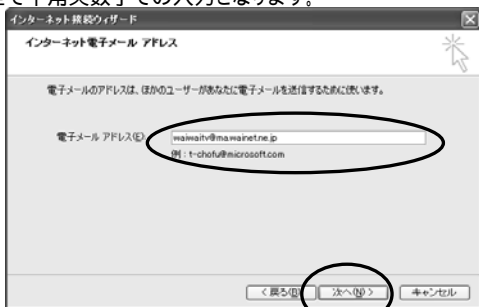 で半角英数字での入力となります。
インターネット接続ウィザード
インターネット電子メール アドレス
電子メールのアドレスは、ほかのユーザーがあなたに電子メールを送信するために使います。
電子メール アドレス(E):
waiwaitv@ma.wainet.ne.jp
例 : t-chofu@microsoft.com
< 戻る(B)
次へ(N) >
キャンセル